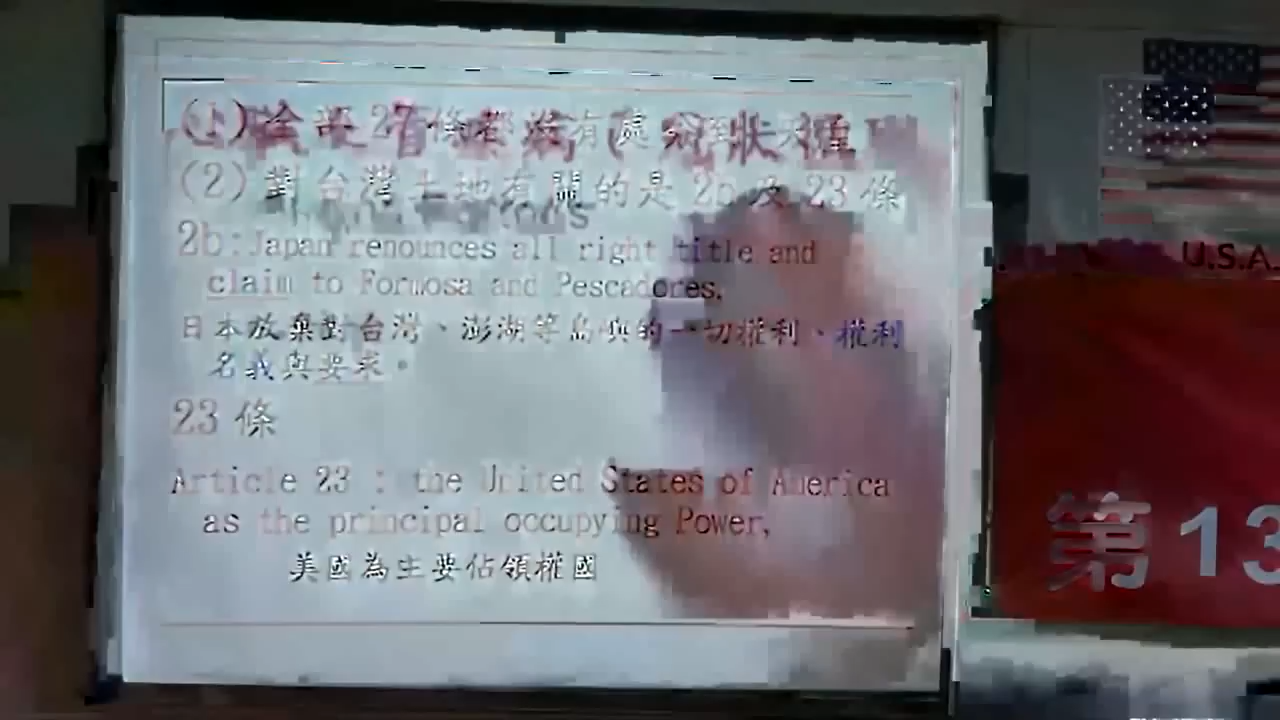 (2) 對台灣土地有關的是 2b 及 23 條
2b:Japan renounces all right title and
claim to Formosa and Pescadores.
日本放棄對台灣、澎湖等島嶼的一切權利、權利
名義與要求。
23 條
Article 23 : the United States of America
as the principal occupying Power,
美國為主要佔領權國
U.S.A.
第 13